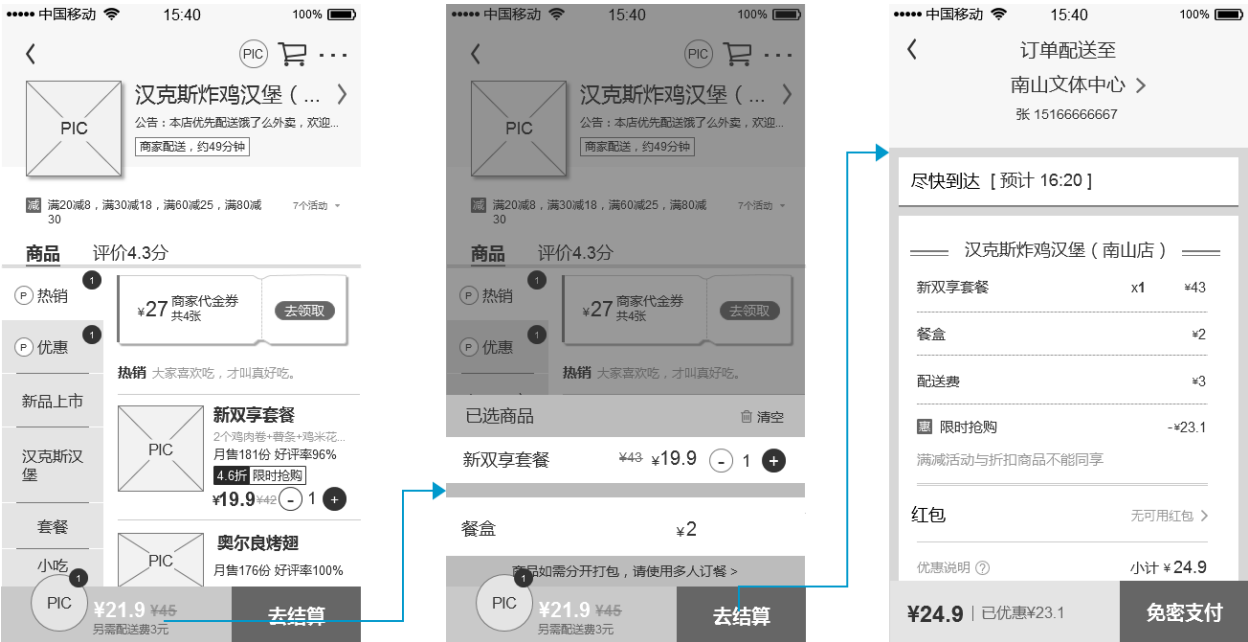 中国移动 15:40 100%
PIC
汉克斯炸鸡汉堡（...
PIC
公告：本店优先配送饿了么外卖，欢迎...
商家配送，约49分钟
减 满20减8，满30减18，满60减25，满80减30 7个活动
商品 评价4.3分
P 热销 1
P 优惠 1
新品上市
汉克斯汉堡
套餐
小吃
¥27 商家代金券
共4张
去领取
热销 大家喜欢吃，才叫真好吃。
PIC
新双享套餐
2个鸡肉卷+薯条+鸡米花...
月售181份 好评率96%
4.6折 限时抢购
¥19.9 ¥42 - 1 +
PIC
奥尔良烤翅
月售176份 好评率100%
PIC 1
¥21.9 ¥45
另需配送费3元
去结算
中国移动 15:40 100%
PIC
汉克斯炸鸡汉堡（...
PIC
公告：本店优先配送饿了么外卖，欢迎...
商家配送，约49分钟
减 满20减8，满30减18，满60减25，满80减
30
7个活动
商品 评价4.3分
P 热销 1
P 优惠 1
¥27 商家代金券
共4张
去领取
热销 大家喜欢吃，才叫真好吃。
已选商品 清空
新双享套餐 ¥43 ¥19.9 - 1 +
餐盒 ¥2
商品如需分开打包，请使用多人订餐 >
PIC 1
¥21.9 ¥45
另需配送费3元
去结算
中国移动 15:40 100%
订单配送至
南山文体中心
张 15166666667
尽快到达 [ 预计 16:20 ]
汉克斯炸鸡汉堡（南山店）
新双享套餐 x1 ¥43
餐盒 ¥2
配送费 ¥3
惠 限时抢购 -¥23.1
满减活动与折扣商品不能同享
红包 无可用红包
优惠说明 ? 小计 ¥24.9
¥24.9 | 已优惠¥23.1
免密支付